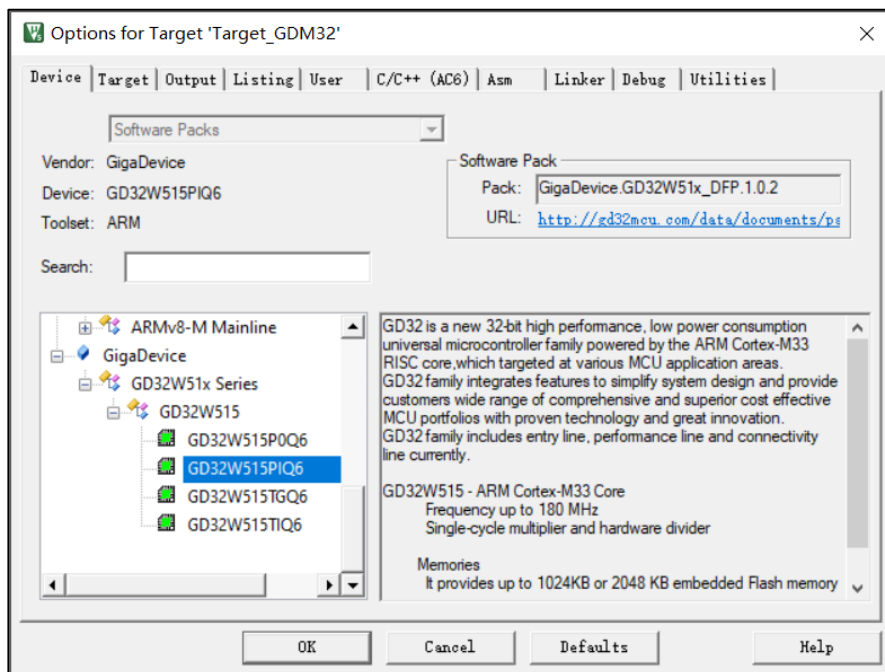 Options for Target 'Target_GDM32'
Device Target Output Listing User C/C++ (AC6) Asm Linker Debug Utilities
Software Packs
Vendor: GigaDevice
Device: GD32W515PIQ6
Toolset: ARM
Search:
Software Pack
Pack: GigaDevice.GD32W51x_DFP.1.0.2
URL: http://gd32mcu.com/data/documents/ps
ARMv8-M Mainline
GigaDevice
GD32W51x Series
GD32W515
GD32W515P0Q6
GD32W515PIQ6
GD32W515TGQ6
GD32W515TIQ6
GD32 is a new 32-bit high performance, low power consumption
universal microcontroller family powered by the ARM Cortex-M33
RISC core,which targeted at various MCU application areas.
GD32 family integrates features to simplify system design and provide
customers wide range of comprehensive and superior cost effective
MCU portfolios with proven technology and great innovation.
GD32 family includes entry line, performance line and connectivity
line currently.
GD32W515 - ARM Cortex-M33 Core
Frequency up to 180 MHz
Single-cycle multiplier and hardware divider
Memories
It provides up to 1024KB or 2048 KB embedded Flash memory
OK Cancel Defaults Help